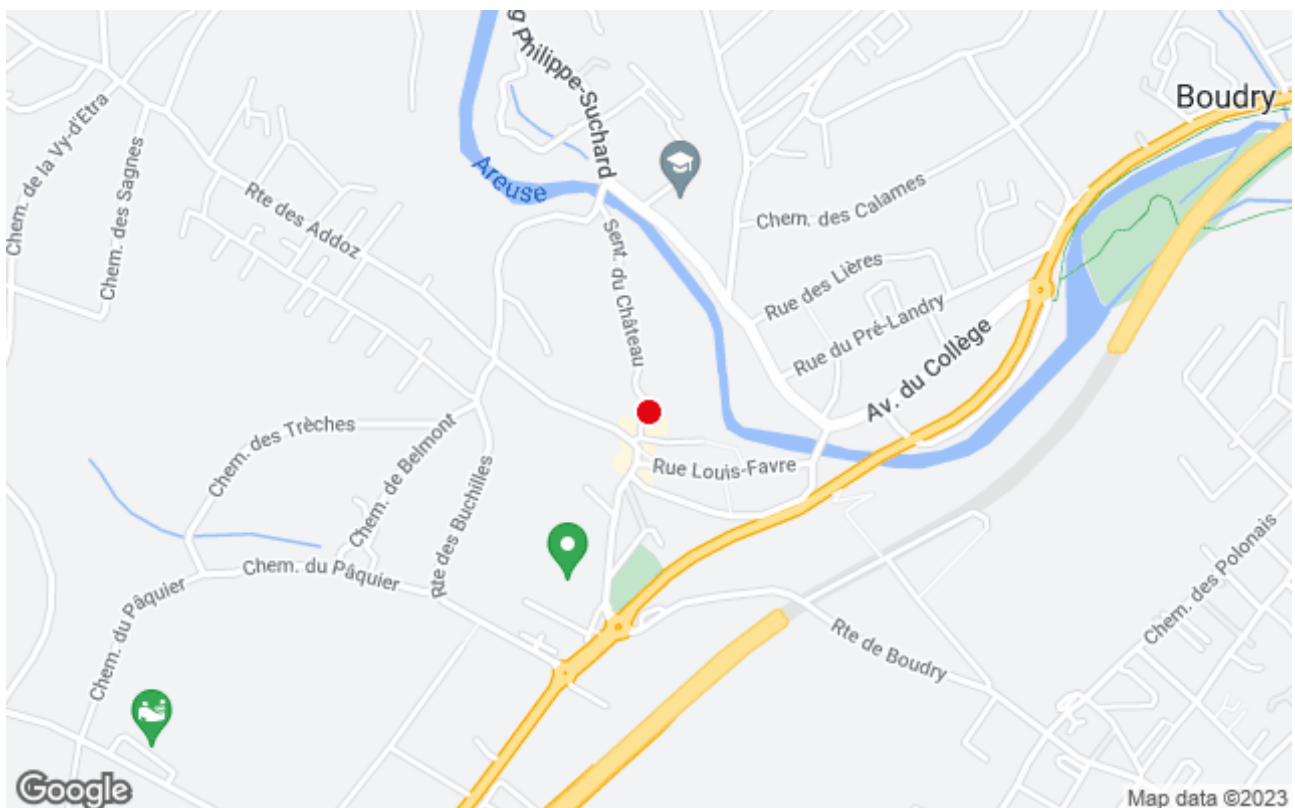 g Philippe-Suchard
Boudry
Chem. de la Vy-d'Etra
Chem. des Sagnes
Areuse
Rte des Addoz
Chem. des Calames
Sent. du Château
Rue des Lières
Rue du Pré-Landry
Av. du Collège
Chem. des Trèches
Chem. de Belmont
Rue Louis-Favre
Rte des Buchilles
Chem. du Pâquier
Chem. du Pâquier
Chem. des Polonais
Rte de Boudry
Google
Map data ©2023